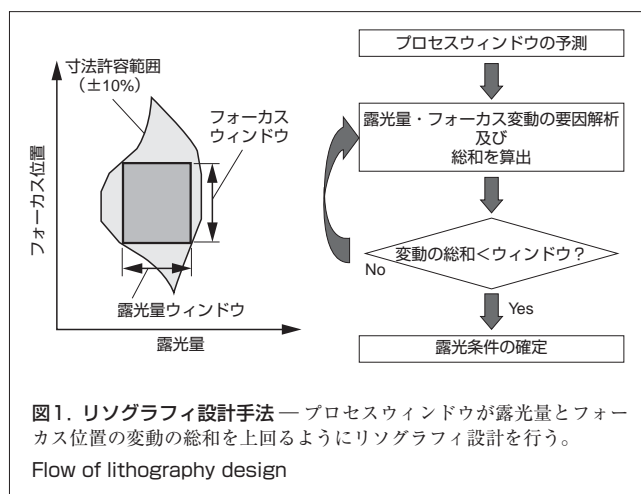 寸法許容範囲
（±10%）
フォーカス
ウィンドウ
フォーカス位置
露光量ウィンドウ
露光量
プロセスウィンドウの予測
露光量・フォーカス変動の要因解析
及び
総和を算出
変動の総和＜ウィンドウ？
No
Yes
露光条件の確定
図1．リソグラフィ設計手法 — プロセスウィンドウが露光量とフォー
カス位置の変動の総和を上回るようにリソグラフィ設計を行う。
Flow of lithography design